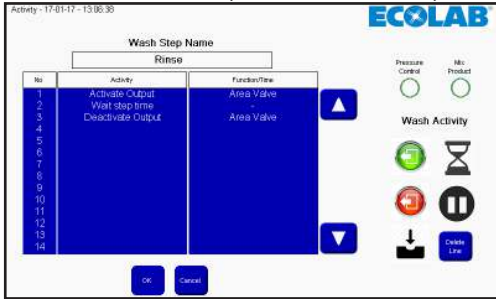 Activity - 17-01-17 - 13:06:38
ECOLAB
Wash Step Name
Rinse
Pressure Control
Mic Product
No Activity Function/Time
1 Activate Output Area Valve
2 Wait step time -
3 Deactivate Output Area Valve
4
5
6
7
8
9
10
11
12
13
14
Wash Activity
Delete Line
OK Cancel